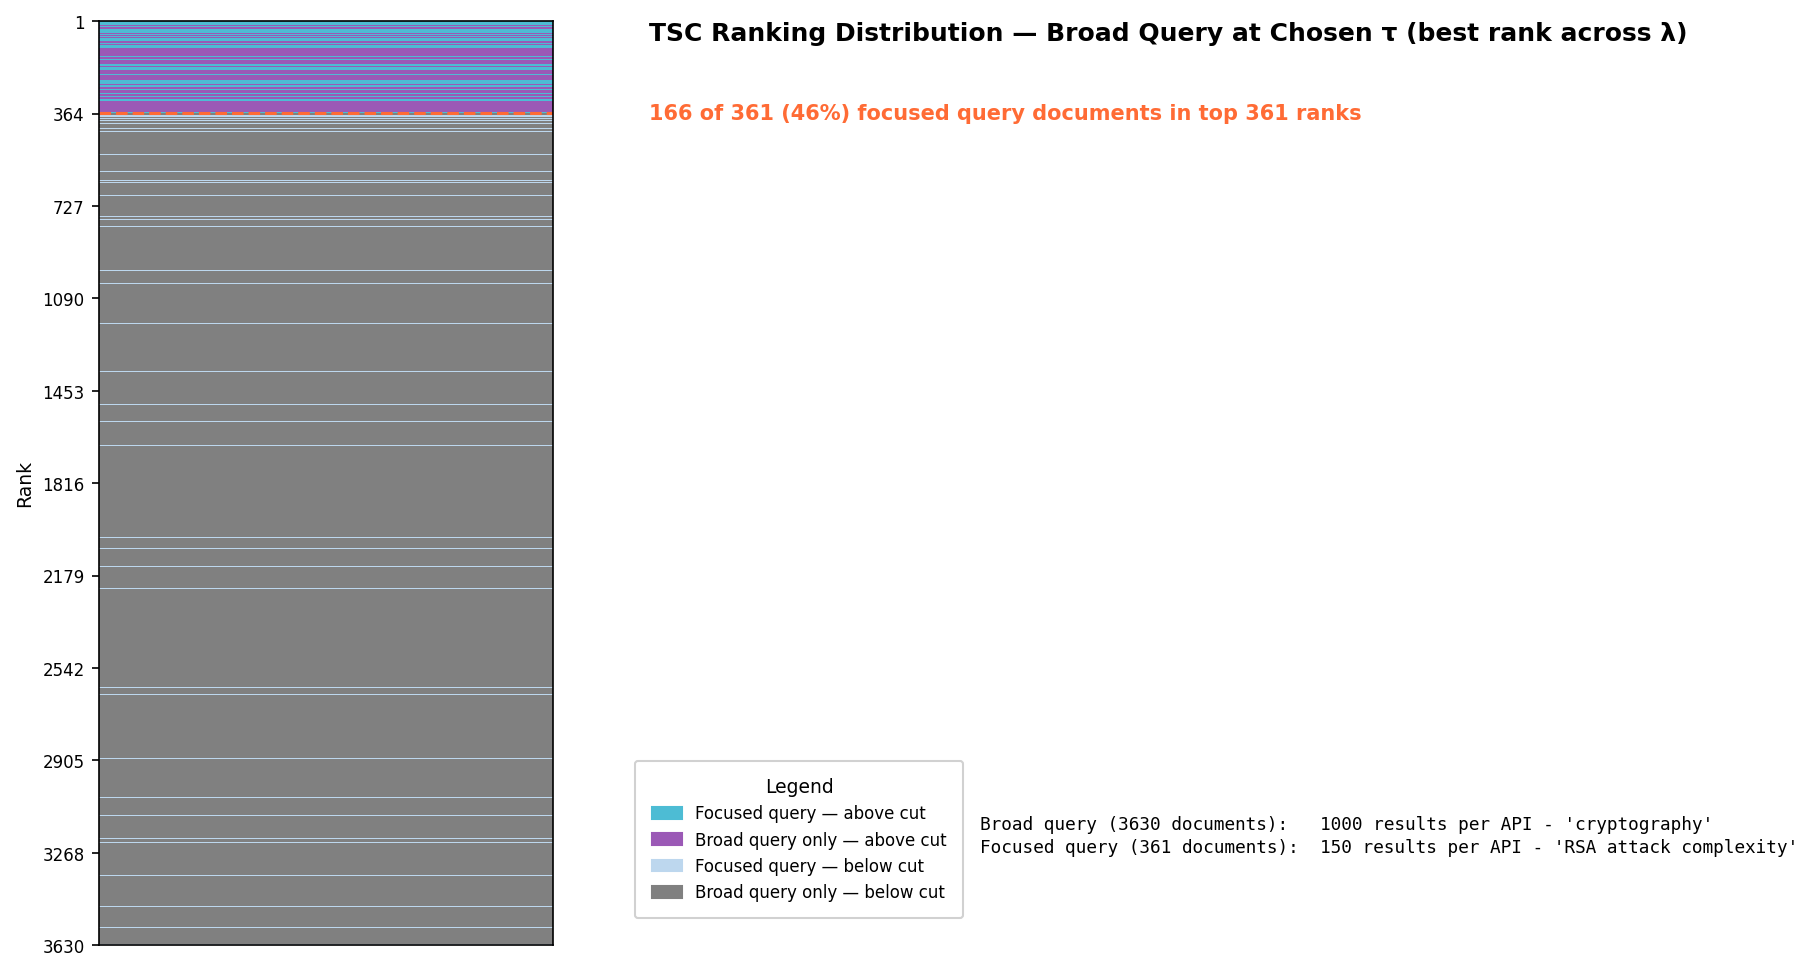 TSC Ranking Distribution — Broad Query at Chosen τ (best rank across λ)
166 of 361 (46%) focused query documents in top 361 ranks
Rank
1
364
727
1090
1453
1816
2179
2542
2905
3268
3630
Legend
Focused query — above cut
Broad query only — above cut
Focused query — below cut
Broad query only — below cut
Broad query (3630 documents):   1000 results per API - 'cryptography'
Focused query (361 documents):  150 results per API - 'RSA attack complexity'